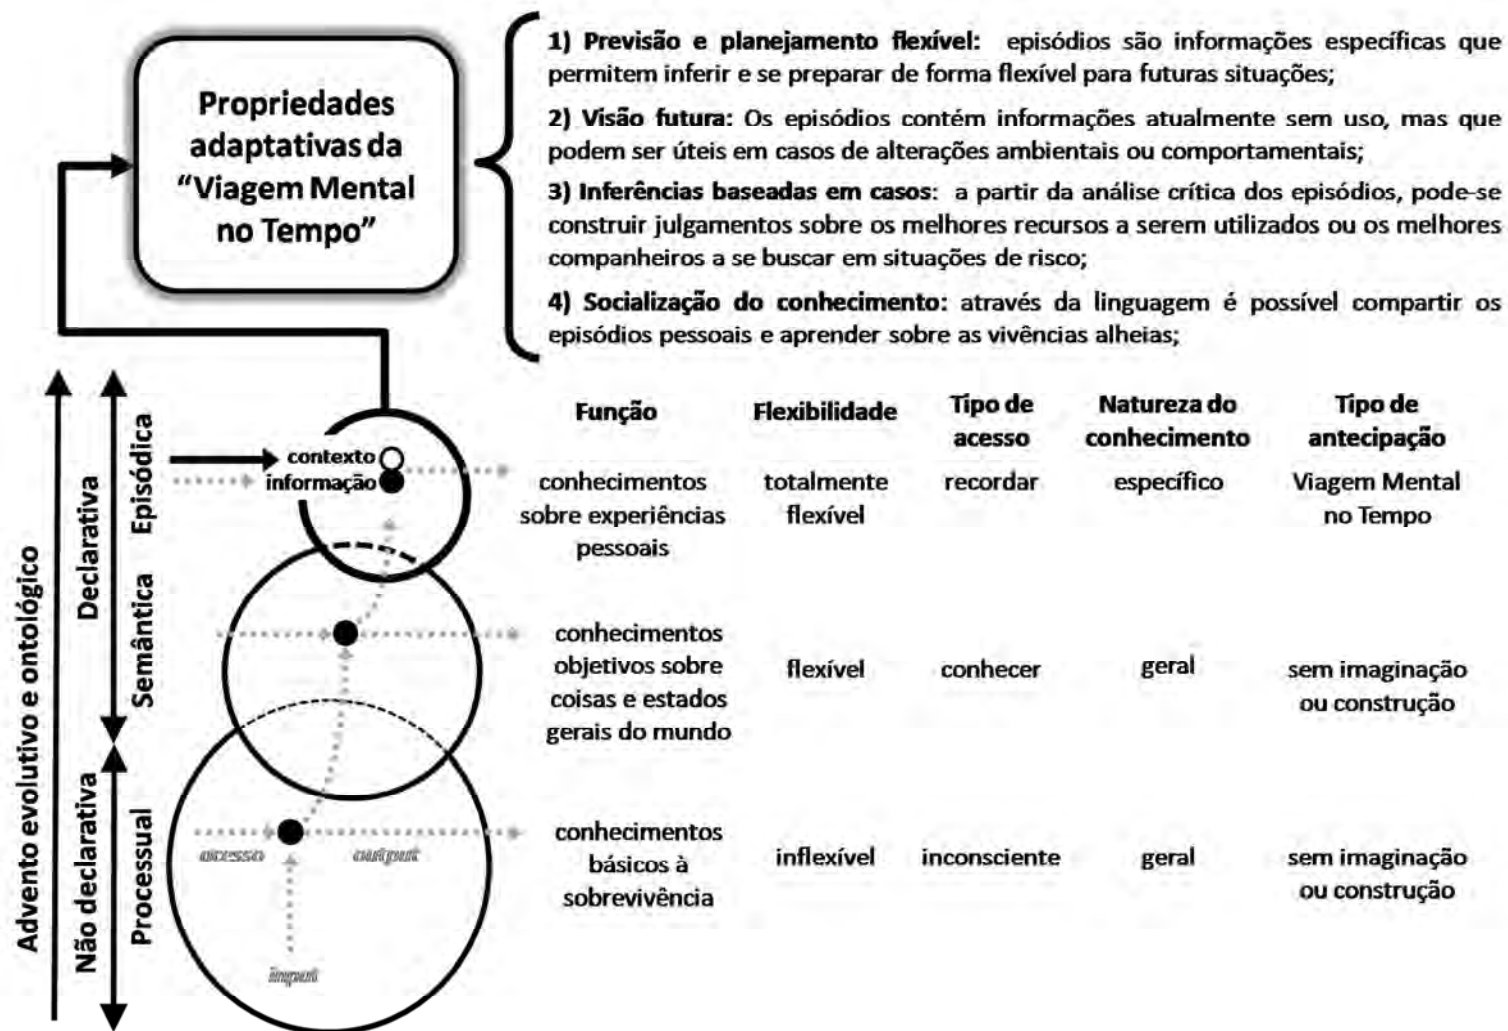 Propriedades
adaptativas da
“Viagem Mental
no Tempo”
1) Previsão e planejamento flexível: episódios são informações específicas que
permitem inferir e se preparar de forma flexível para futuras situações;
2) Visão futura: Os episódios contém informações atualmente sem uso, mas que
podem ser úteis em casos de alterações ambientais ou comportamentais;
3) Inferências baseadas em casos: a partir da análise crítica dos episódios, pode-se
construir julgamentos sobre os melhores recursos a serem utilizados ou os melhores
companheiros a se buscar em situações de risco;
4) Socialização do conhecimento: através da linguagem é possível compartir os
episódios pessoais e aprender sobre as vivências alheias;
Advento evolutivo e ontológico
Declarativa
Não declarativa
Episódica
Semântica
Processual
contexto
informação
acesso
output
input
Função
Flexibilidade
Tipo de
acesso
Natureza do
conhecimento
Tipo de
antecipação
conhecimentos
sobre experiências
pessoais
totalmente
flexível
recordar
específico
Viagem Mental
no Tempo
conhecimentos
objetivos sobre
coisas e estados
gerais do mundo
flexível
conhecer
geral
sem imaginação
ou construção
conhecimentos
básicos à
sobrevivência
inflexível
inconsciente
geral
sem imaginação
ou construção